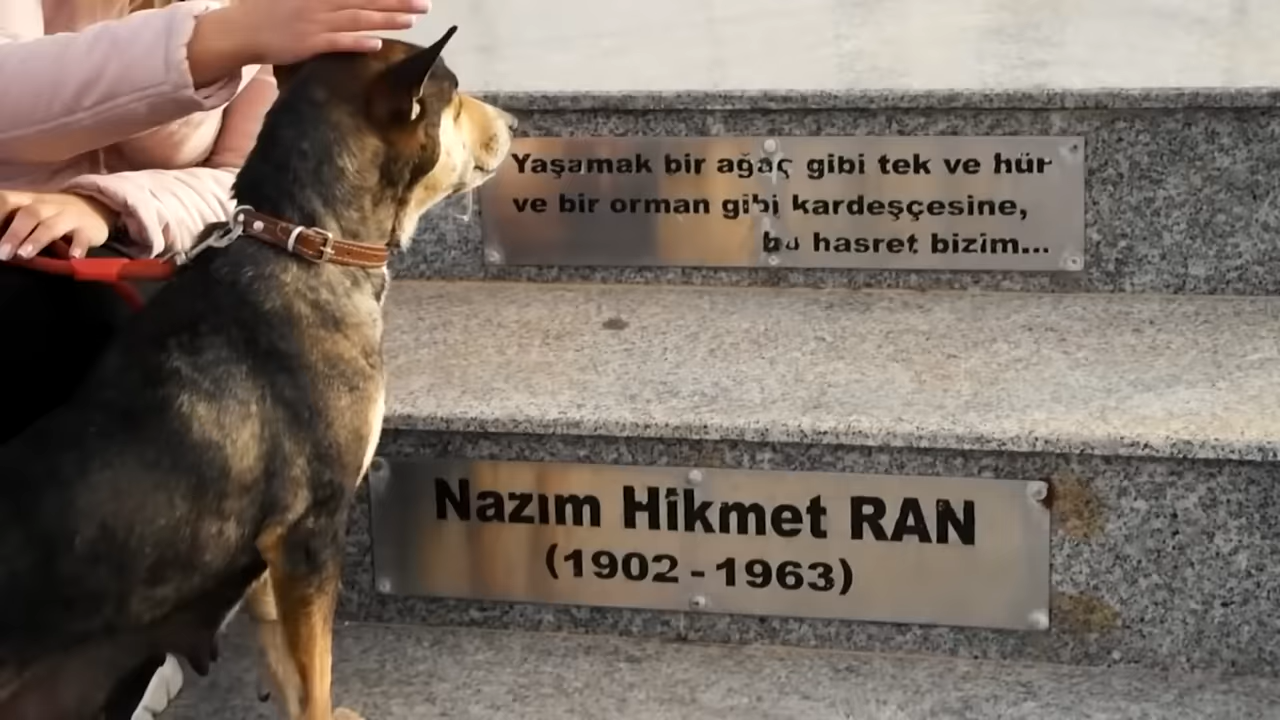 Yaşamak bir ağaç gibi tek ve hür
ve bir orman gibi kardeşçesine,
bu hasret bizim...
Nazım Hikmet RAN
(1902 - 1963)